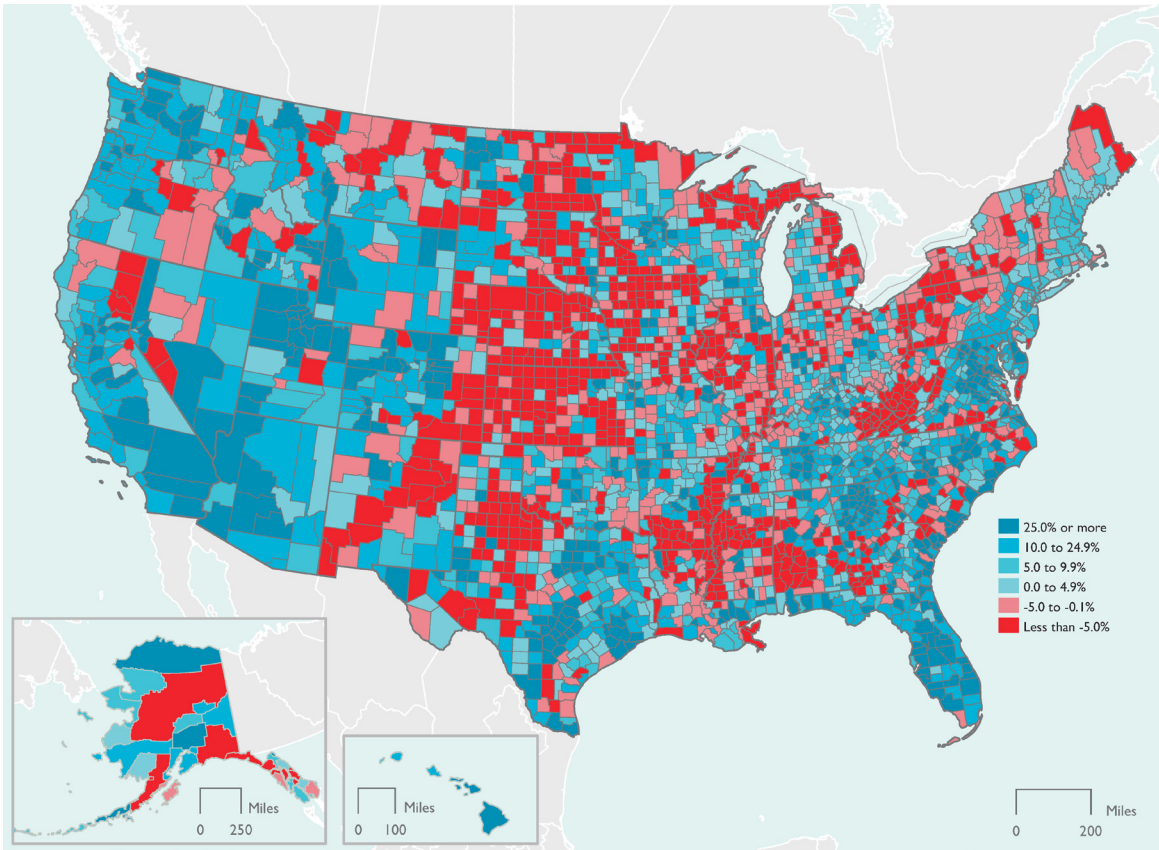 25.0% or more
10.0 to 24.9%
5.0 to 9.9%
0.0 to 4.9%
-5.0 to -0.1%
Less than -5.0%
Miles
0 250
Miles
0 100
Miles
0 200